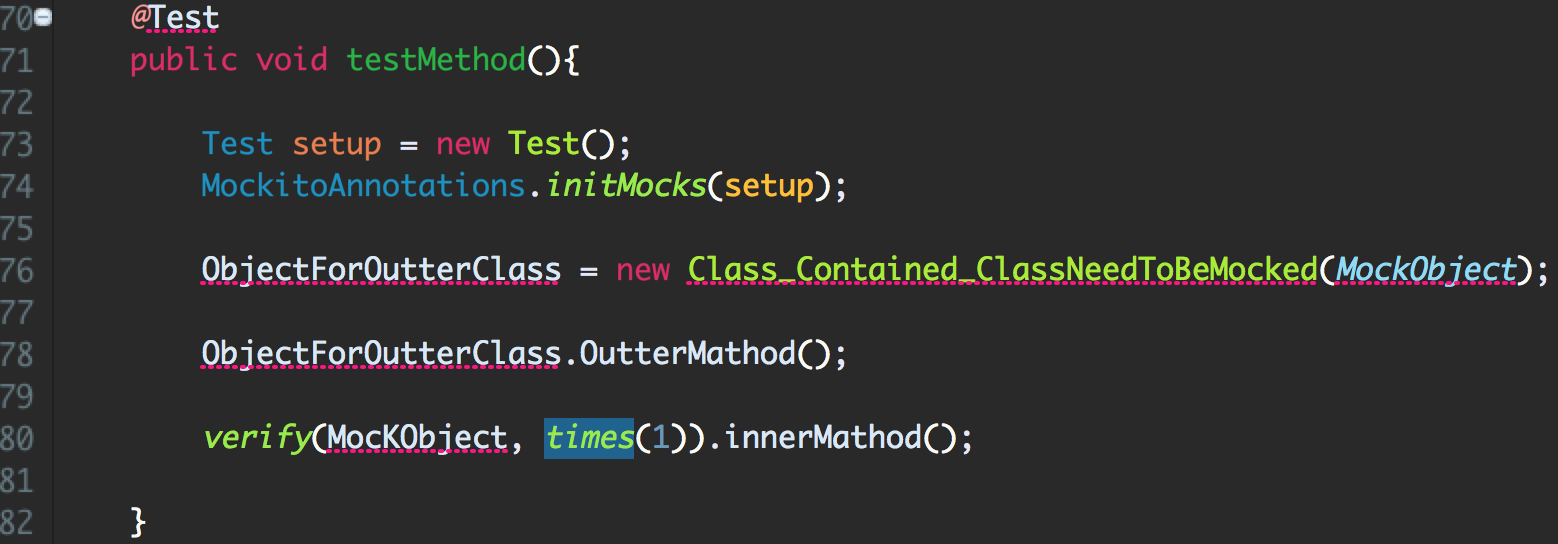 70 @Test
71 public void testMethod(){
72
73 Test setup = new Test();
74 MockitoAnnotations.initMocks(setup);
75
76 ObjectForOutterClass = new Class_Contained_ClassNeedToBeMocked(MockObject);
77
78 ObjectForOutterClass.OutterMathod();
79
80 verify(MocKObject, times(1)).innerMathod();
81
82 }